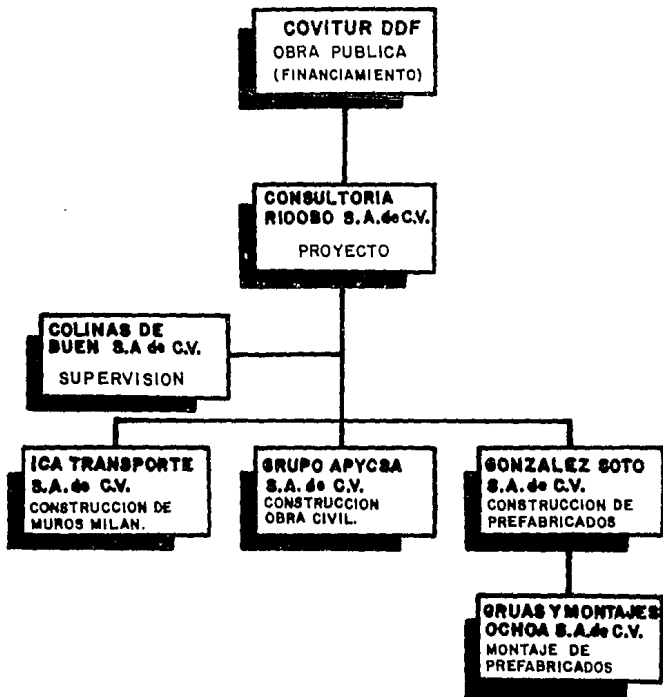 COVITUR DDF
OBRA PUBLICA
(FINANCIAMIENTO)
CONSULTORIA
RIOOBO S.A.de C.V.
PROYECTO
COLINAS DE
BUEN S.A de C.V.
SUPERVISION
ICA TRANSPORTE
S.A. de C.V.
CONSTRUCCION DE
MUROS MILAN.
GRUPO APYCSA
S.A. de C.V.
CONSTRUCCION
OBRA CIVIL.
GONZALEZ SOTO
S.A. de C.V.
CONSTRUCCION DE
PREFABRICADOS
GRUAS Y MONTAJES
OCHOA S.A.de C.V.
MONTAJE DE
PREFABRICADOS